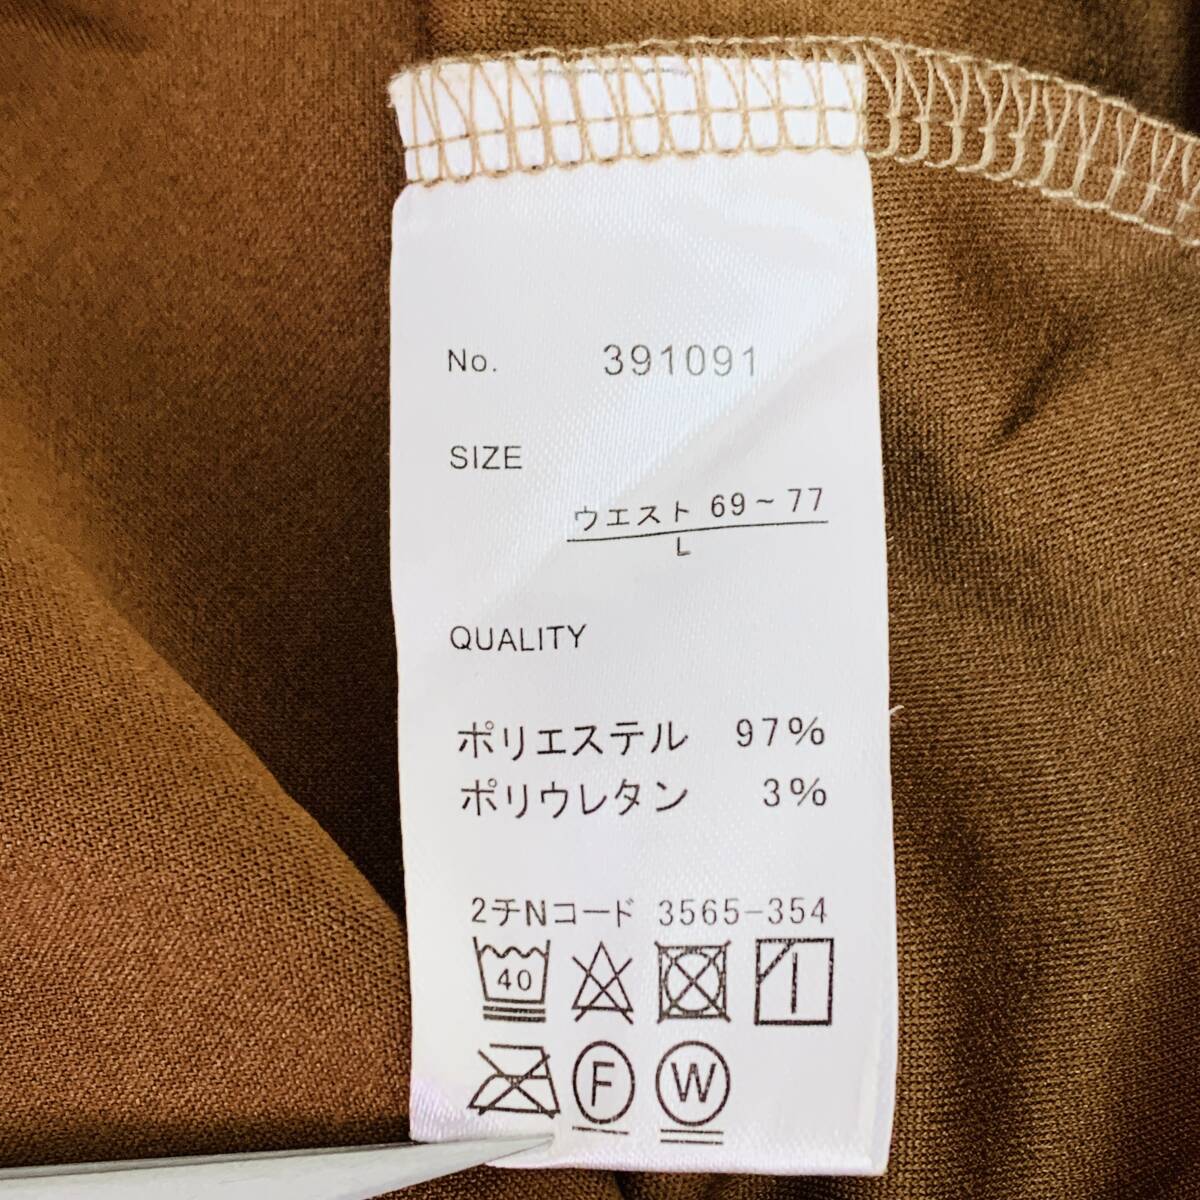 No. 391091
SIZE
ウエスト 69~77
L
QUALITY
ポリエステル 97%
ポリウレタン 3%
2チNコード 3565-354
40
F W